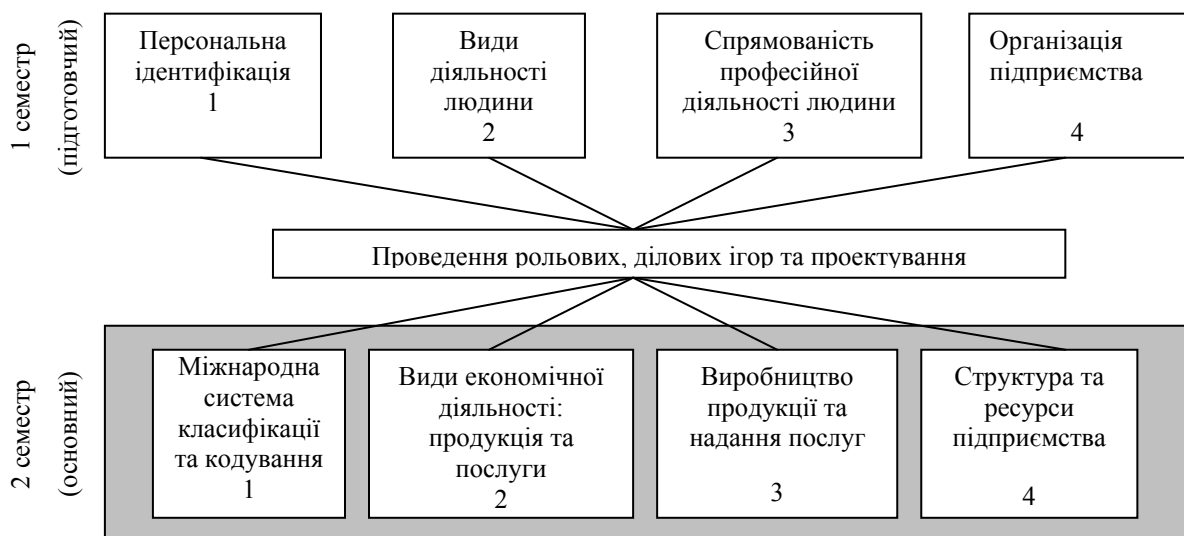 1 семестр
(підготовчий)
Персональна
ідентифікація
1
Види
діяльності
людини
2
Спрямованість
професійної
діяльності людини
3
Організація
підприємства
4
Проведення рольових, ділових ігор та проектування
2 семестр
(основний)
Міжнародна
система
класифікації
та кодування
1
Види економічної
діяльності:
продукція та
послуги
2
Виробництво
продукції та
надання послуг
3
Структура та
ресурси
підприємства
4